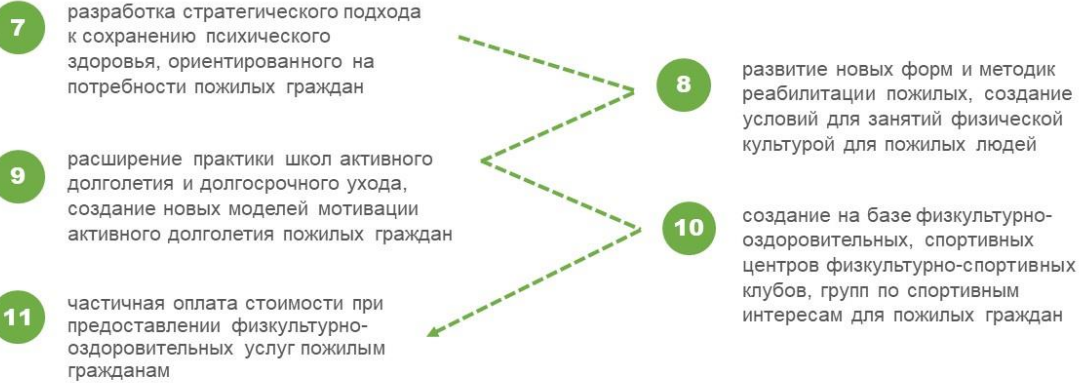 7
разработка стратегического подхода
к сохранению психического
здоровья, ориентированного на
потребности пожилых граждан
8
развитие новых форм и методик
реабилитации пожилых, создание
условий для занятий физической
культурой для пожилых людей
9
расширение практики школ активного
долголетия и долгосрочного ухода,
создание новых моделей мотивации
активного долголетия пожилых граждан
10
создание на базе физкультурно-
оздоровительных, спортивных
центров физкультурно-спортивных
клубов, групп по спортивным
интересам для пожилых граждан
11
частичная оплата стоимости при
предоставлении физкультурно-
оздоровительных услуг пожилым
гражданам